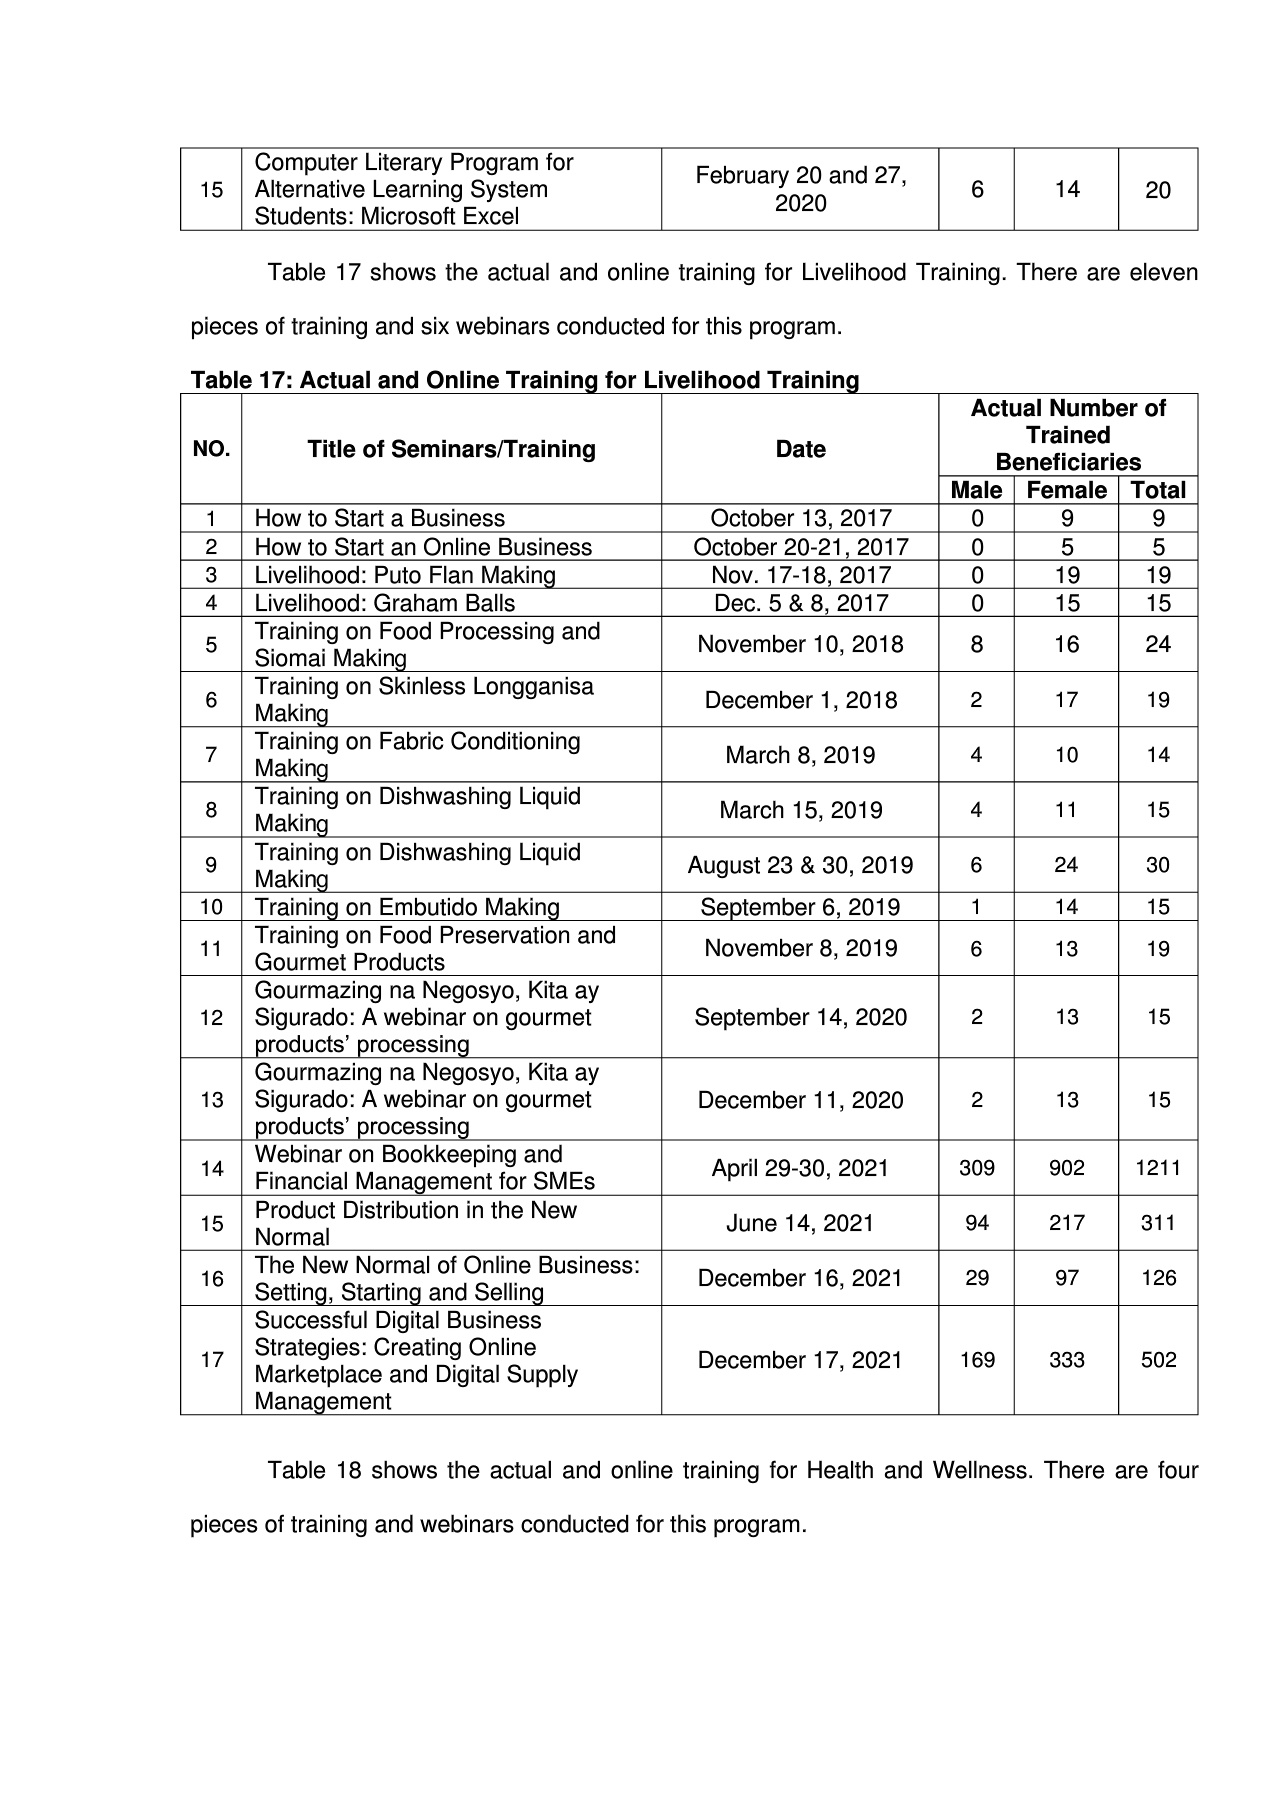 15 Computer Literary Program for
Alternative Learning System
Students: Microsoft Excel February 20 and 27,
2020 6 14 20
Table 17 shows the actual and online training for Livelihood Training. There are eleven
pieces of training and six webinars conducted for this program.
Table 17: Actual and Online Training for Livelihood Training
NO. Title of Seminars/Training Date Actual Number of
Trained
Beneficiaries
Male Female Total
1 How to Start a Business October 13, 2017 0 9 9
2 How to Start an Online Business October 20-21, 2017 0 5 5
3 Livelihood: Puto Flan Making Nov. 17-18, 2017 0 19 19
4 Livelihood: Graham Balls Dec. 5 & 8, 2017 0 15 15
5 Training on Food Processing and
Siomai Making November 10, 2018 8 16 24
6 Training on Skinless Longganisa
Making December 1, 2018 2 17 19
7 Training on Fabric Conditioning
Making March 8, 2019 4 10 14
8 Training on Dishwashing Liquid
Making March 15, 2019 4 11 15
9 Training on Dishwashing Liquid
Making August 23 & 30, 2019 6 24 30
10 Training on Embutido Making September 6, 2019 1 14 15
11 Training on Food Preservation and
Gourmet Products November 8, 2019 6 13 19
12 Gourmazing na Negosyo, Kita ay
Sigurado: A webinar on gourmet
products’ processing September 14, 2020 2 13 15
13 Gourmazing na Negosyo, Kita ay
Sigurado: A webinar on gourmet
products’ processing December 11, 2020 2 13 15
14 Webinar on Bookkeeping and
Financial Management for SMEs April 29-30, 2021 309 902 1211
15 Product Distribution in the New
Normal June 14, 2021 94 217 311
16 The New Normal of Online Business:
Setting, Starting and Selling December 16, 2021 29 97 126
17 Successful Digital Business
Strategies: Creating Online
Marketplace and Digital Supply
Management December 17, 2021 169 333 502
Table 18 shows the actual and online training for Health and Wellness. There are four
pieces of training and webinars conducted for this program.